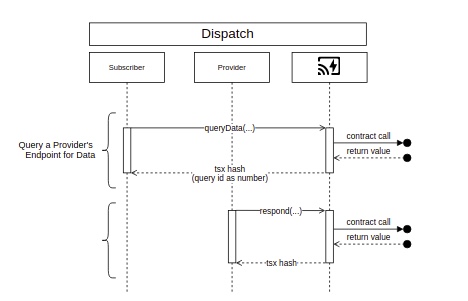 Dispatch
Subscriber
Provider
queryData(...)
contract call
return value
Query a Provider's
Endpoint for Data
tsx hash
(query id as number)
respond(...)
contract call
return value
tsx hash